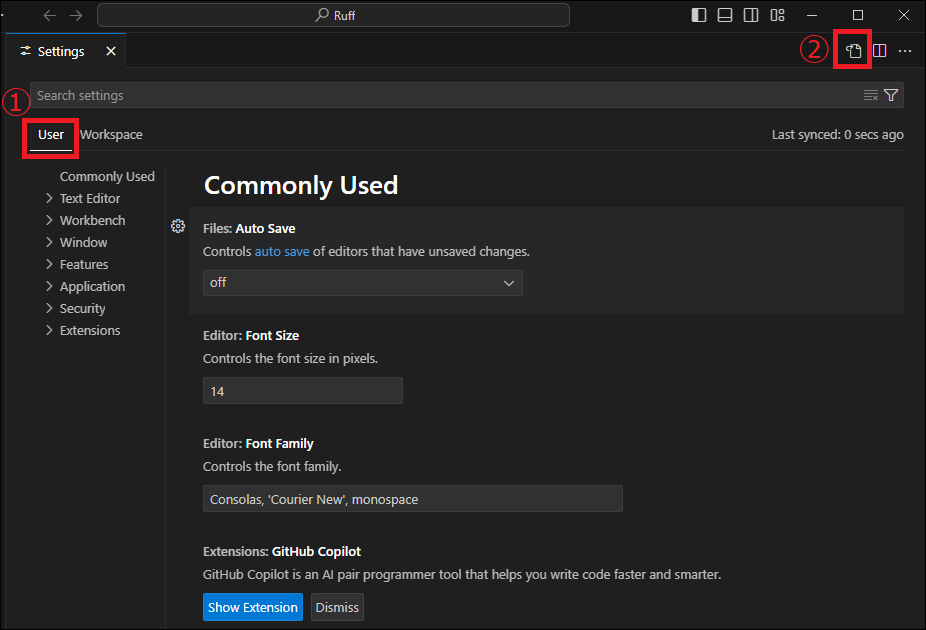 Ruff
Settings
②
Search settings
①
User Workspace Last synced: 0 secs ago
Commonly Used
Text Editor
Workbench
Window
Features
Application
Security
Extensions
Commonly Used
Files: Auto Save
Controls auto save of editors that have unsaved changes.
off
Editor: Font Size
Controls the font size in pixels.
14
Editor: Font Family
Controls the font family.
Consolas, 'Courier New', monospace
Extensions: GitHub Copilot
GitHub Copilot is an AI pair programmer tool that helps you write code faster and smarter.
Show Extension Dismiss